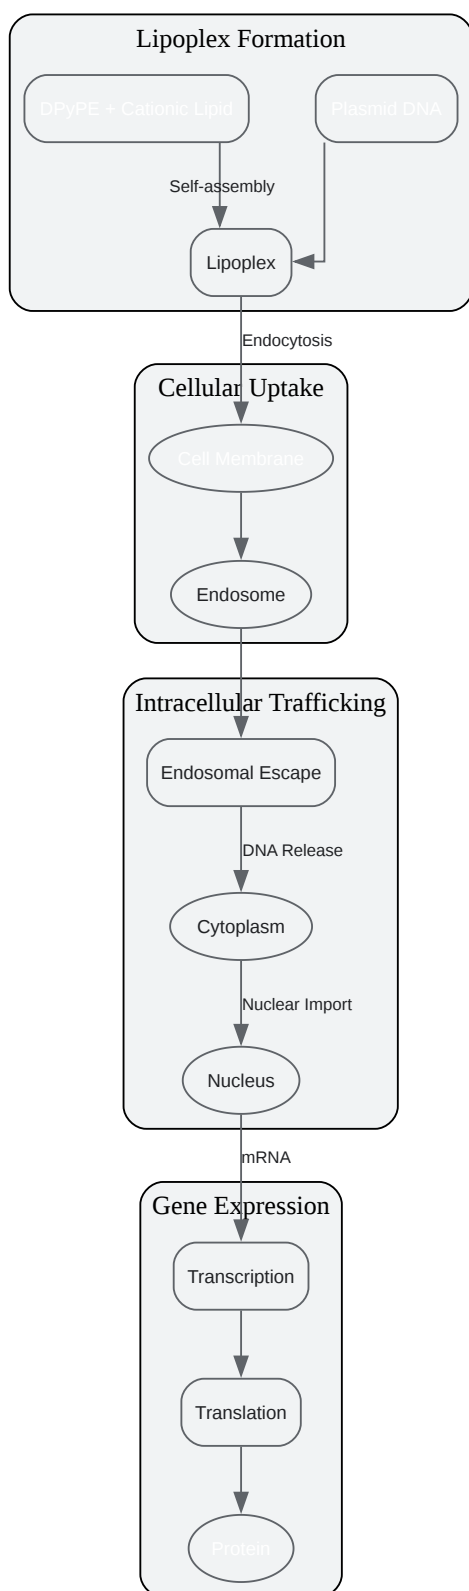 Lipoplex Formation
DPyPE + Cationic Lipid
Plasmid DNA
Self-assembly
Lipoplex
Endocytosis
Cellular Uptake
Cell Membrane
Endosome
Intracellular Trafficking
Endosomal Escape
DNA Release
Cytoplasm
Nuclear Import
Nucleus
mRNA
Gene Expression
Transcription
Translation
Protein